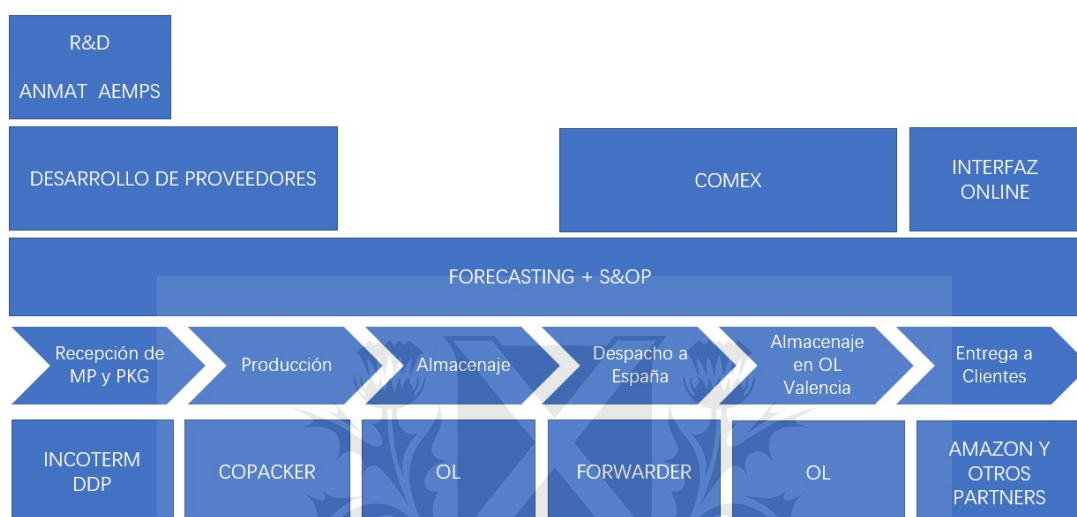 R&D
ANMAT AEMPS
DESARROLLO DE PROVEEDORES
COMEX
INTERFAZ
ONLINE
FORECASTING + S&OP
Recepción de
MP y PKG
Producción
Almacenaje
Despacho a
España
Almacenaje
en OL
Valencia
Entrega a
Clientes
INCOTERM
DDP
COPACKER
OL
FORWARDER
OL
AMAZON Y
OTROS
PARTNERS